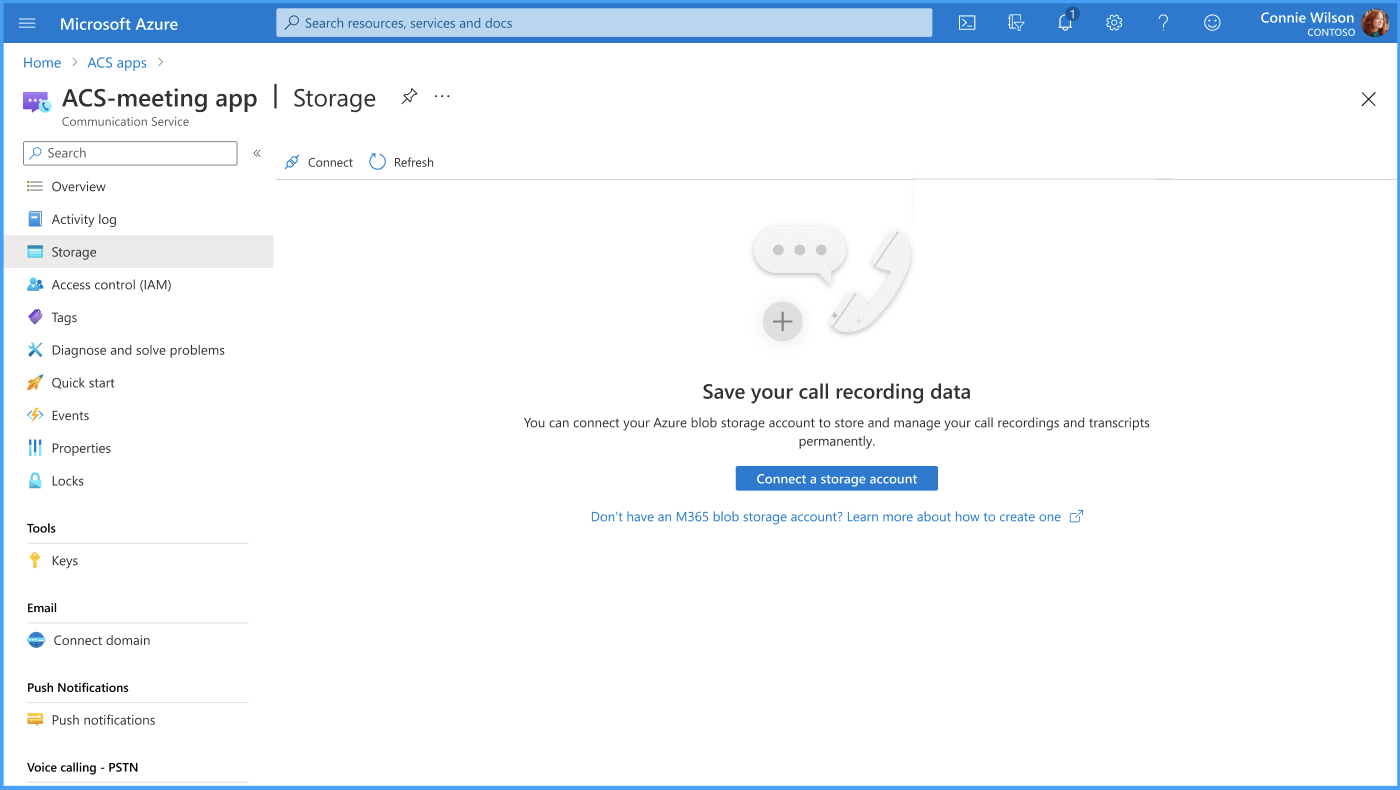 Microsoft Azure
Search resources, services and docs
1
Connie Wilson
CONTOSO
Home
ACS apps
ACS-meeting app | Storage
Communication Service
Search
Connect
Refresh
Overview
Activity log
Storage
Access control (IAM)
Tags
Diagnose and solve problems
Quick start
Events
Properties
Locks
Tools
Keys
Email
Connect domain
Push Notifications
Push notifications
Voice calling - PSTN
Save your call recording data
You can connect your Azure blob storage account to store and manage your call recordings and transcripts
permanently.
Connect a storage account
Don't have an M365 blob storage account? Learn more about how to create one